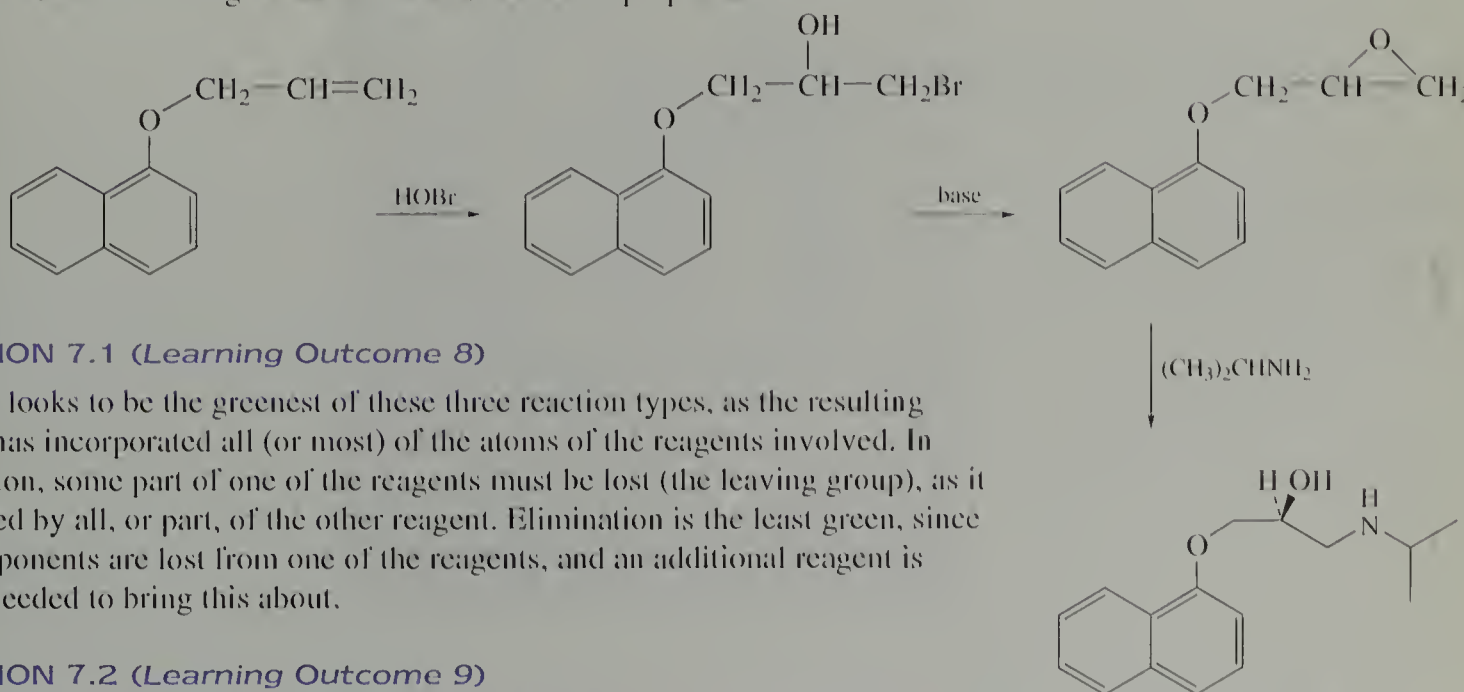 OH
O
CH₂—CH=CH₂
CH₂—CH—CH₂Br
CH₂—CH—CH₂
O
O
O
HOBr
base
ION 7.1 (Learning Outcome 8)
(CH₃)₂CHNH₂
looks to be the greenest of these three reaction types, as the resulting
has incorporated all (or most) of the atoms of the reagents involved. In
ion, some part of one of the reagents must be lost (the leaving group), as it
ed by all, or part, of the other reagent. Elimination is the least green, since
ponents are lost from one of the reagents, and an additional reagent is
eeded to bring this about.
H OH
H
N
O
ION 7.2 (Learning Outcome 9)